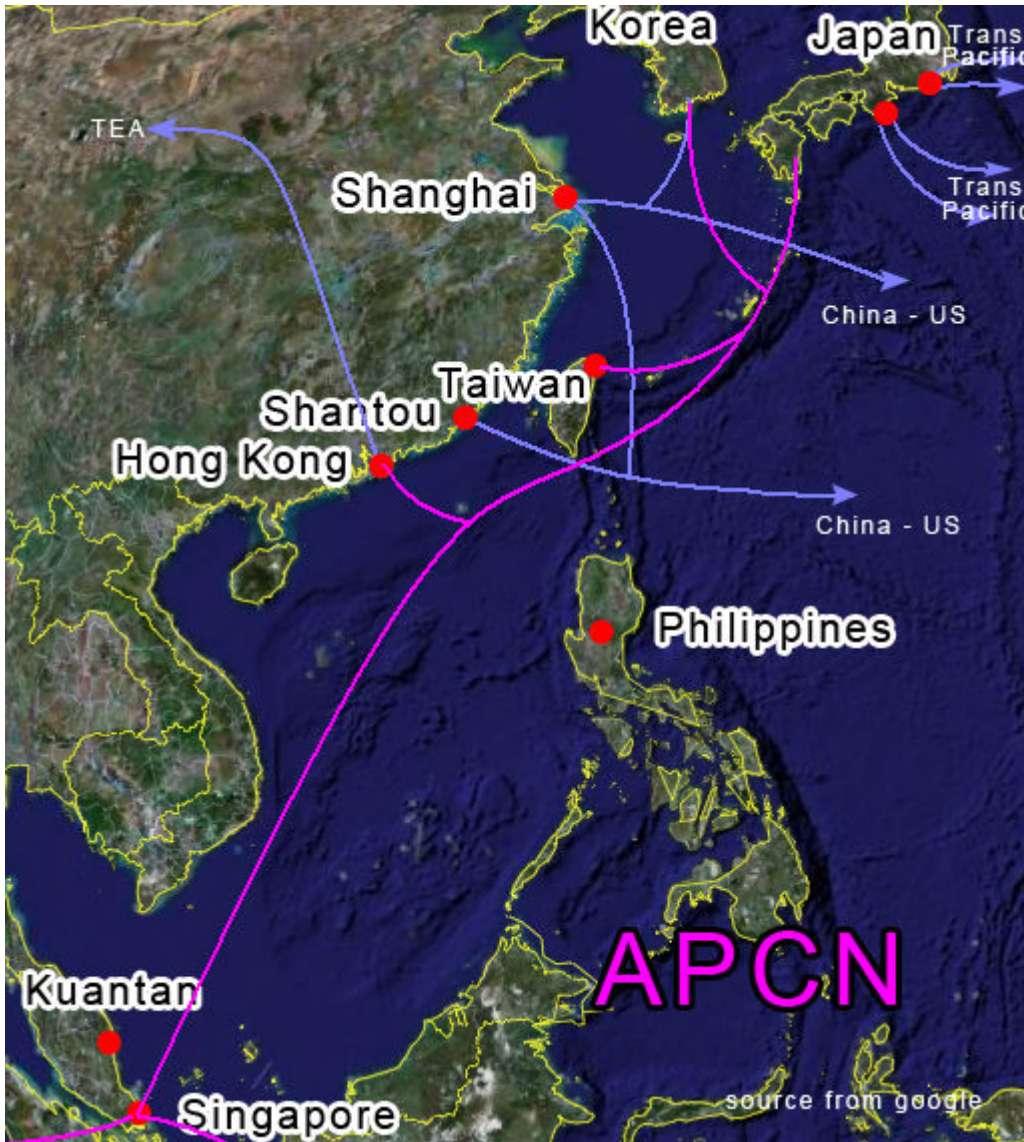 Korea
Japan
Trans
Pacific
TEA
Shanghai
Trans
Pacific
China - US
Taiwan
Shantou
Hong Kong
China - US
Philippines
APCN
Kuantan
Singapore
source from google